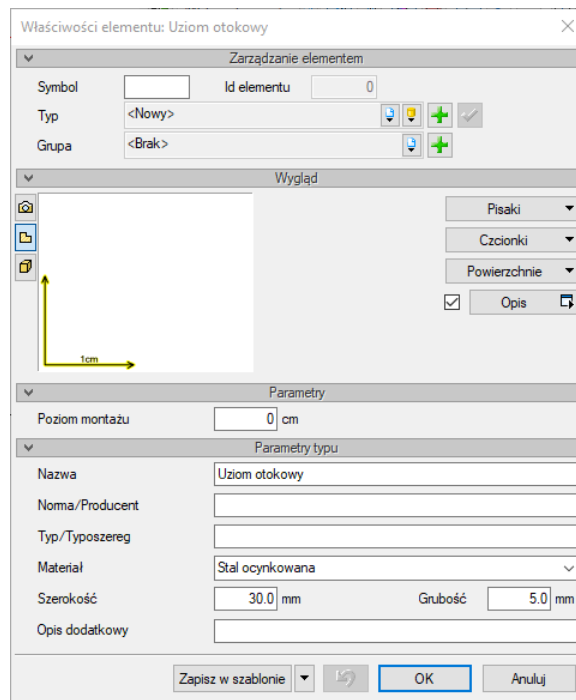 Właściwości elementu: Uziom otokowy
Zarządzanie elementem
Symbol Id elementu 0
Typ <Nowy>
Grupa <Brak>
Wygląd
Pisaki
Czcionki
Powierzchnie
Opis
1cm
Parametry
Poziom montażu 0 cm
Parametry typu
Nazwa Uziom otokowy
Norma/Producent
Typ/Typoszereg
Materiał Stal ocynkowana
Szerokość 30.0 mm Grubość 5.0 mm
Opis dodatkowy
Zapisz w szablonie OK Anuluj